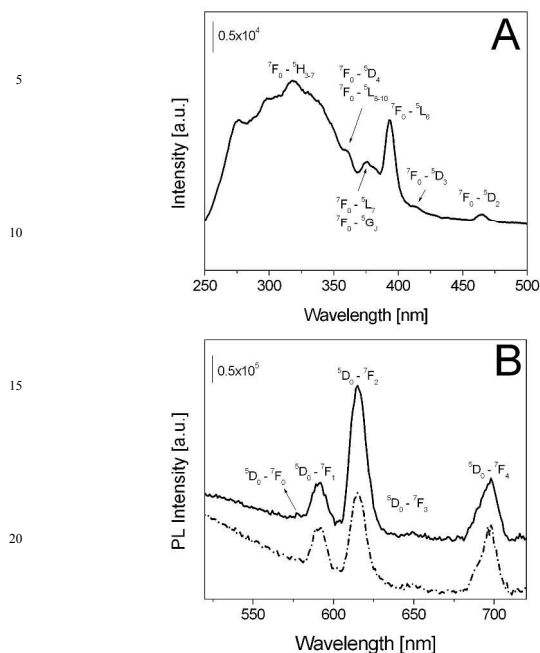 A
0.5x10⁴
⁷F₀ - ⁵H₃₋₇
⁷F₀ - ⁵D₄
⁷F₀ - ⁵L₈₋₁₀
⁷F₀ - ⁵L₆
⁷F₀ - ⁵D₃
⁷F₀ - ⁵D₂
⁷F₀ - ⁵L₇
⁷F₀ - ⁵G_J
Intensity [a.u.]
250 300 350 400 450 500
Wavelength [nm]
5
10
B
0.5x10⁵
⁵D₀ - ⁷F₂
⁵D₀ - ⁷F₀
⁵D₀ - ⁷F₁
⁵D₀ - ⁷F₃
⁵D₀ - ⁷F₄
PL Intensity [a.u.]
550 600 650 700
Wavelength [nm]
15
20